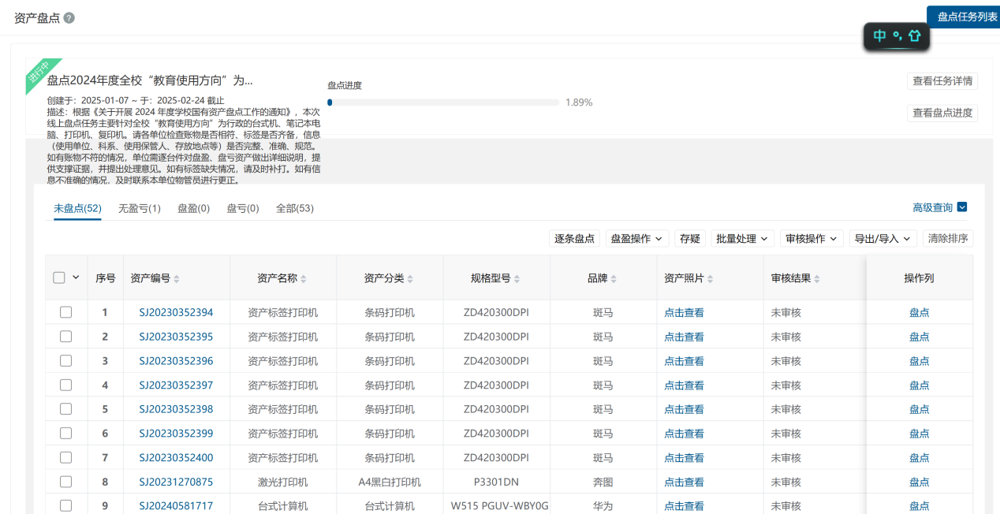 资产盘点 ?
盘点任务列表
中 °,
进行中
盘点2024年度全校“教育使用方向”为...
创建于：2025-01-07 ~ 于：2025-02-24 截止
描述：根据《关于开展 2024 年度学校国有资产盘点工作的通知》，本次
线上盘点任务主要针对全校“教育使用方向”为行政的台式机、笔记本电
脑、打印机、复印机。请各单位检查账物是否相符、标签是否齐备，信息
（使用单位、科系、使用保管人、存放地点等）是否完整、准确、规范。
如有账物不符的情况，单位需逐台件对盘盈、盘亏资产做出详细说明，提
供支撑证据，并提出处理意见。如有标签缺失情况，请及时补打。如有信
息不准确的情况，及时联系本单位物管员进行更正。
盘点进度
1.89%
查看任务详情
查看盘点进度
未盘点(52) 无盈亏(1) 盘盈(0) 盘亏(0) 全部(53)
高级查询
逐条盘点 盘盈操作 存疑 批量处理 审核操作 导出/导入 清除排序
序号 资产编号 资产名称 资产分类 规格型号 品牌 资产照片 审核结果 操作列
1 SJ20230352394 资产标签打印机 条码打印机 ZD420300DPI 斑马 点击查看 未审核 盘点
2 SJ20230352395 资产标签打印机 条码打印机 ZD420300DPI 斑马 点击查看 未审核 盘点
3 SJ20230352396 资产标签打印机 条码打印机 ZD420300DPI 斑马 点击查看 未审核 盘点
4 SJ20230352397 资产标签打印机 条码打印机 ZD420300DPI 斑马 点击查看 未审核 盘点
5 SJ20230352398 资产标签打印机 条码打印机 ZD420300DPI 斑马 点击查看 未审核 盘点
6 SJ20230352399 资产标签打印机 条码打印机 ZD420300DPI 斑马 点击查看 未审核 盘点
7 SJ20230352400 资产标签打印机 条码打印机 ZD420300DPI 斑马 点击查看 未审核 盘点
8 SJ20231270875 激光打印机 A4黑白打印机 P3301DN 奔图 点击查看 未审核 盘点
9 SJ20240581717 台式计算机 台式计算机 W515 PGUV-WBY0G 华为 点击查看 未审核 盘点